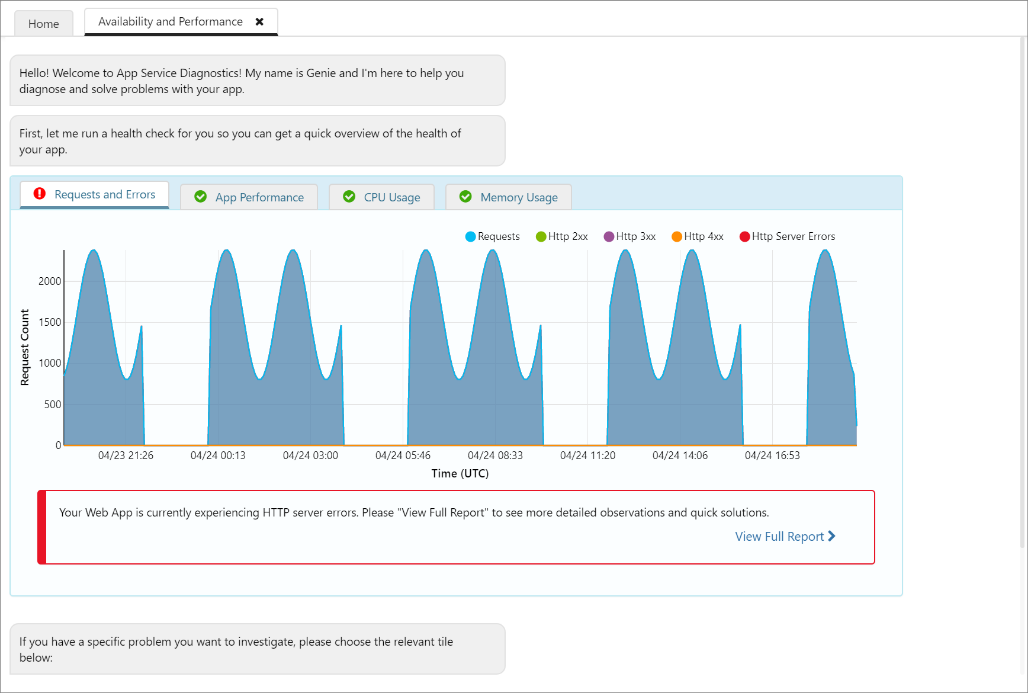 Home
Availability and Performance ✖
Hello! Welcome to App Service Diagnostics! My name is Genie and I'm here to help you
diagnose and solve problems with your app.
First, let me run a health check for you so you can get a quick overview of the health of
your app.
Requests and Errors
App Performance
CPU Usage
Memory Usage
Requests
Http 2xx
Http 3xx
Http 4xx
Http Server Errors
Request Count
2000
1500
1000
500
0
04/23 21:26
04/24 00:13
04/24 03:00
04/24 05:46
04/24 08:33
04/24 11:20
04/24 14:06
04/24 16:53
Time (UTC)
Your Web App is currently experiencing HTTP server errors. Please "View Full Report" to see more detailed observations and quick solutions.
View Full Report
If you have a specific problem you want to investigate, please choose the relevant tile
below: